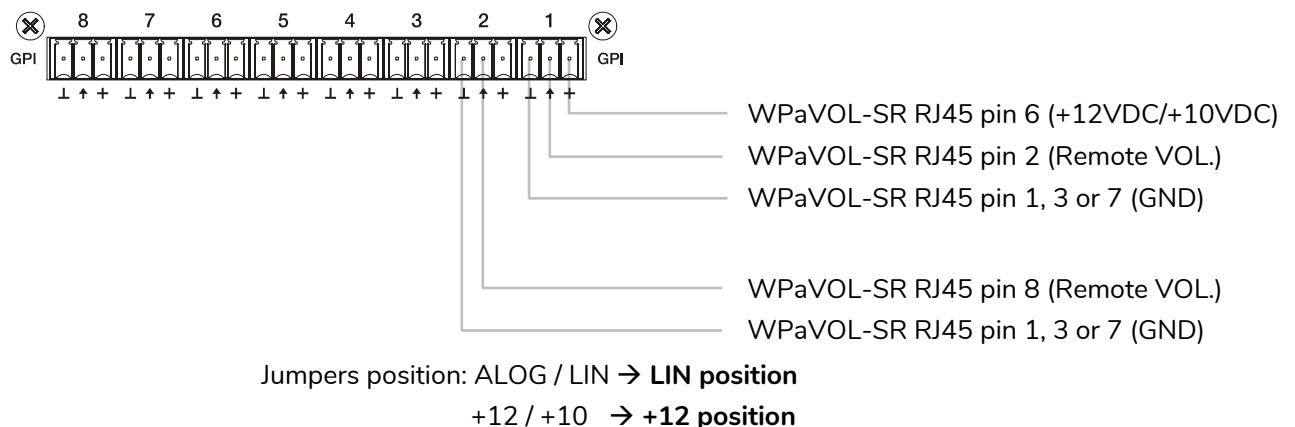 8 7 6 5 4 3 2 1
GPI GPI
⊥ ↑ + ⊥ ↑ + ⊥ ↑ + ⊥ ↑ + ⊥ ↑ + ⊥ ↑ + ⊥ ↑ + ⊥ ↑ +
WPaVOL-SR RJ45 pin 6 (+12VDC/+10VDC)
WPaVOL-SR RJ45 pin 2 (Remote VOL.)
WPaVOL-SR RJ45 pin 1, 3 or 7 (GND)
WPaVOL-SR RJ45 pin 8 (Remote VOL.)
WPaVOL-SR RJ45 pin 1, 3 or 7 (GND)
Jumpers position: ALOG / LIN → LIN position
+12 / +10 → +12 position